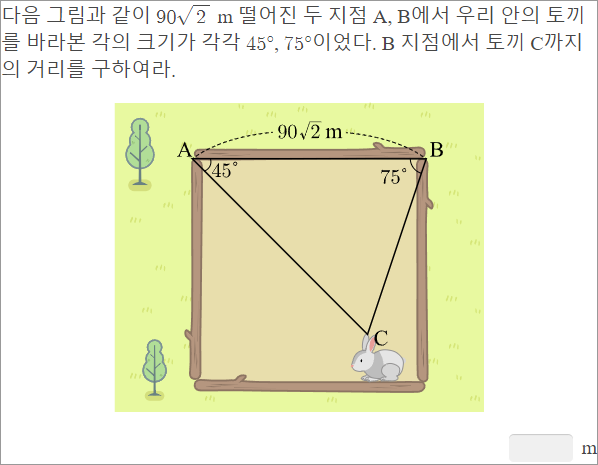 다음 그림과 같이 90√2 m 떨어진 두 지점 A, B에서 우리 안의 토끼
를 바라본 각의 크기가 각각 45°, 75°이었다. B 지점에서 토끼 C까지
의 거리를 구하여라.
90√2 m
A
B
45°
75°
C
m